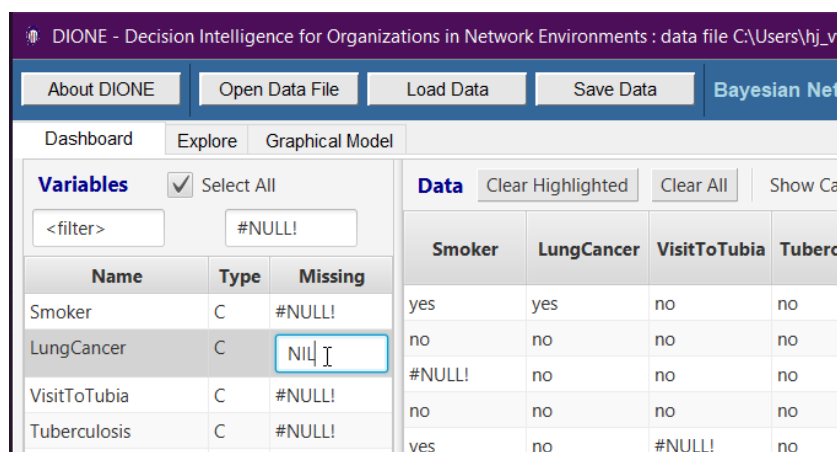 DIONE - Decision Intelligence for Organizations in Network Environments : data file C:\Users\hj_v
About DIONE Open Data File Load Data Save Data Bayesian Net
Dashboard Explore Graphical Model
Variables Select All Data Clear Highlighted Clear All Show Ca
<filter> #NULL!
Name Type Missing Smoker LungCancer VisitToTubia Tuberc
Smoker C #NULL! yes yes no no
LungCancer C NIL no no no no
#NULL! no no no
VisitToTubia C #NULL! no no no no
Tuberculosis C #NULL! yes no #NULL! no